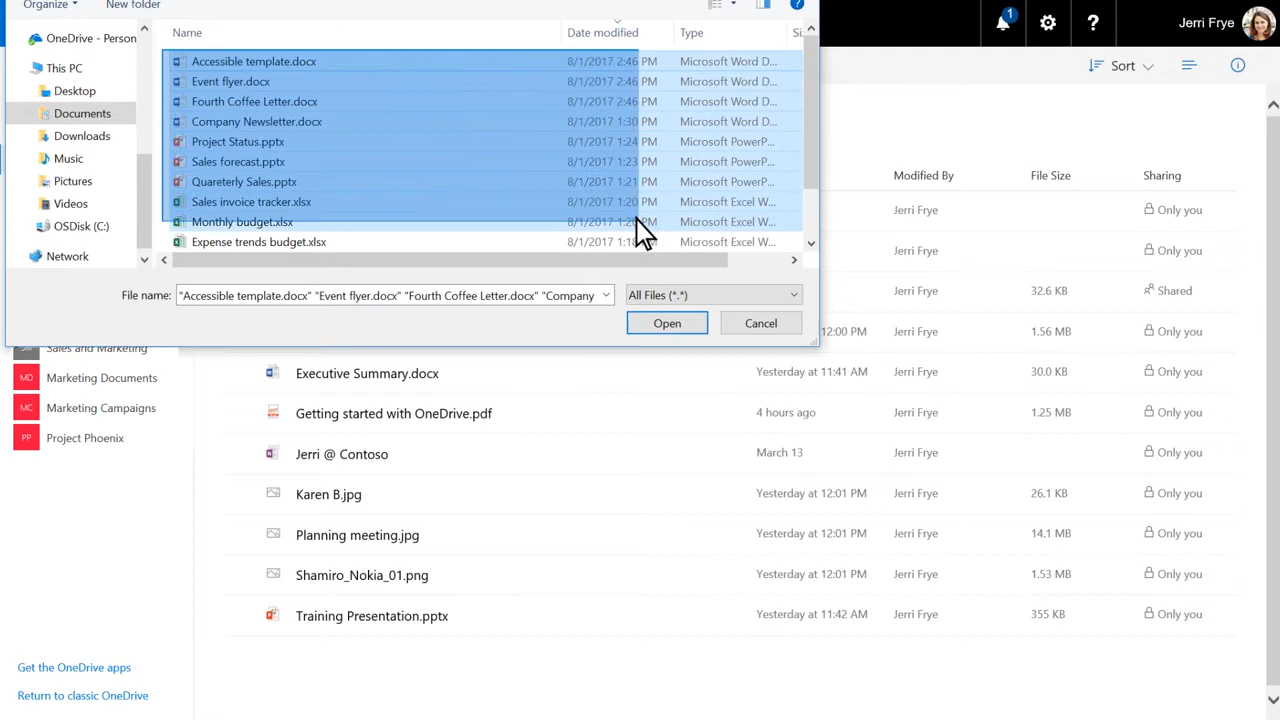 Organize
New folder
1
Jerri Frye
OneDrive - Person
Name
Date modified
Type
This PC
Desktop
Documents
Downloads
Music
Pictures
Videos
OSDisk (C:)
Network
Accessible template.docx 8/1/2017 2:46 PM Microsoft Word D...
Event flyer.docx 8/1/2017 2:46 PM Microsoft Word D...
Fourth Coffee Letter.docx 8/1/2017 2:46 PM Microsoft Word D...
Company Newsletter.docx 8/1/2017 1:30 PM Microsoft Word D...
Project Status.pptx 8/1/2017 1:24 PM Microsoft PowerP...
Sales forecast.pptx 8/1/2017 1:23 PM Microsoft PowerP...
Quareterly Sales.pptx 8/1/2017 1:21 PM Microsoft PowerP...
Sales invoice tracker.xlsx 8/1/2017 1:20 PM Microsoft Excel W...
Monthly budget.xlsx 8/1/2017 1:20 PM Microsoft Excel W...
Expense trends budget.xlsx 8/1/2017 1:18 Microsoft Excel W...
File name: "Accessible template.docx" "Event flyer.docx" "Fourth Coffee Letter.docx" "Company
All Files (*.*)
Open
Cancel
Sort
Modified By File Size Sharing
Jerri Frye Only you
Jerri Frye Only you
Jerri Frye 32.6 KB Shared
12:00 PM Jerri Frye 1.56 MB Only you
Executive Summary.docx Yesterday at 11:41 AM Jerri Frye 30.0 KB Only you
Getting started with OneDrive.pdf 4 hours ago Jerri Frye 1.25 MB Only you
Jerri @ Contoso March 13 Jerri Frye Only you
Karen B.jpg Yesterday at 12:01 PM Jerri Frye 26.1 KB Only you
Planning meeting.jpg Yesterday at 12:01 PM Jerri Frye 14.1 MB Only you
Shamiro_Nokia_01.png Yesterday at 12:01 PM Jerri Frye 1.53 MB Only you
Training Presentation.pptx Yesterday at 11:42 AM Jerri Frye 355 KB Only you
Sales and Marketing
MD Marketing Documents
MC Marketing Campaigns
PP Project Phoenix
Get the OneDrive apps
Return to classic OneDrive